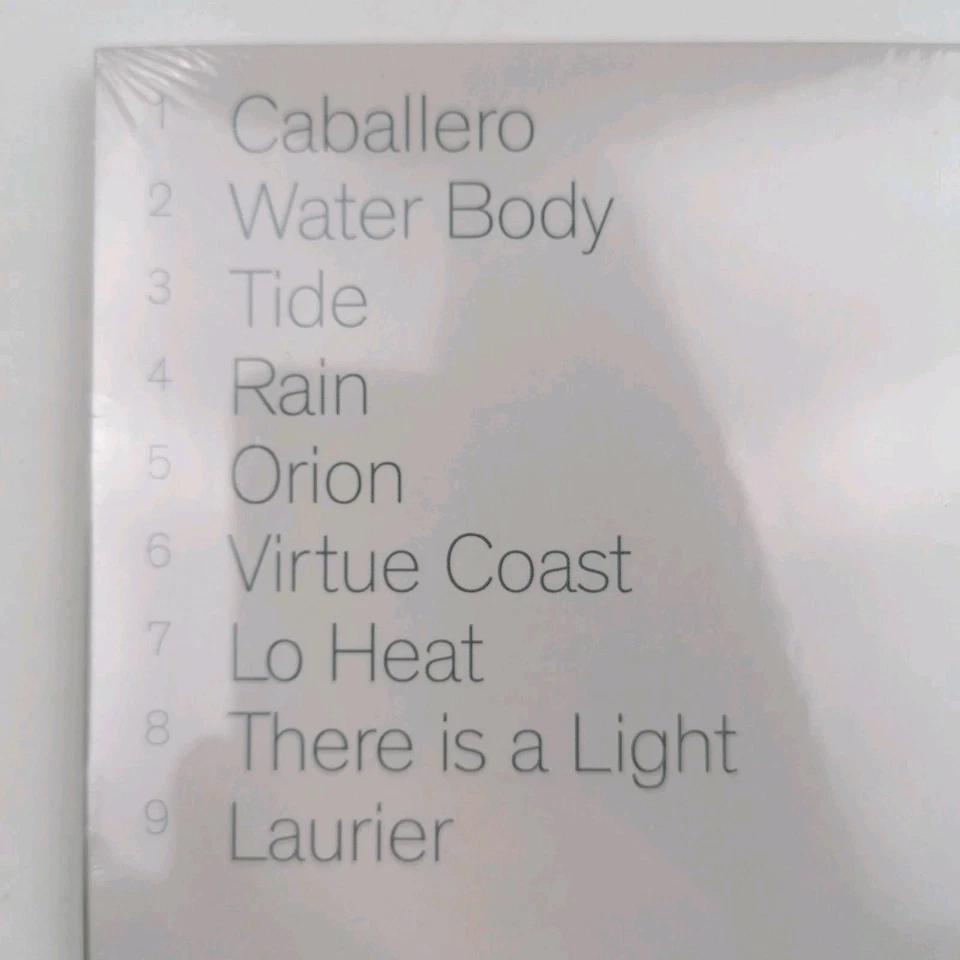 1 Caballero
2 Water Body
3 Tide
4 Rain
5 Orion
6 Virtue Coast
7 Lo Heat
8 There is a Light
9 Laurier